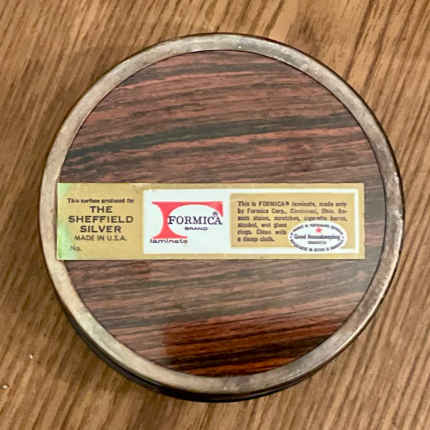 This surface produced for
THE
SHEFFIELD
SILVER
MADE IN U.S.A.
No.
FORMICA®
BRAND
laminate
This is FORMICA® laminate, made only
by Formica Corp., Cincinnati, Ohio. Re-
sists stains, scratches, cigarette burns,
alcohol, wet glass
rings. Clean with
a damp cloth.
Good Housekeeping